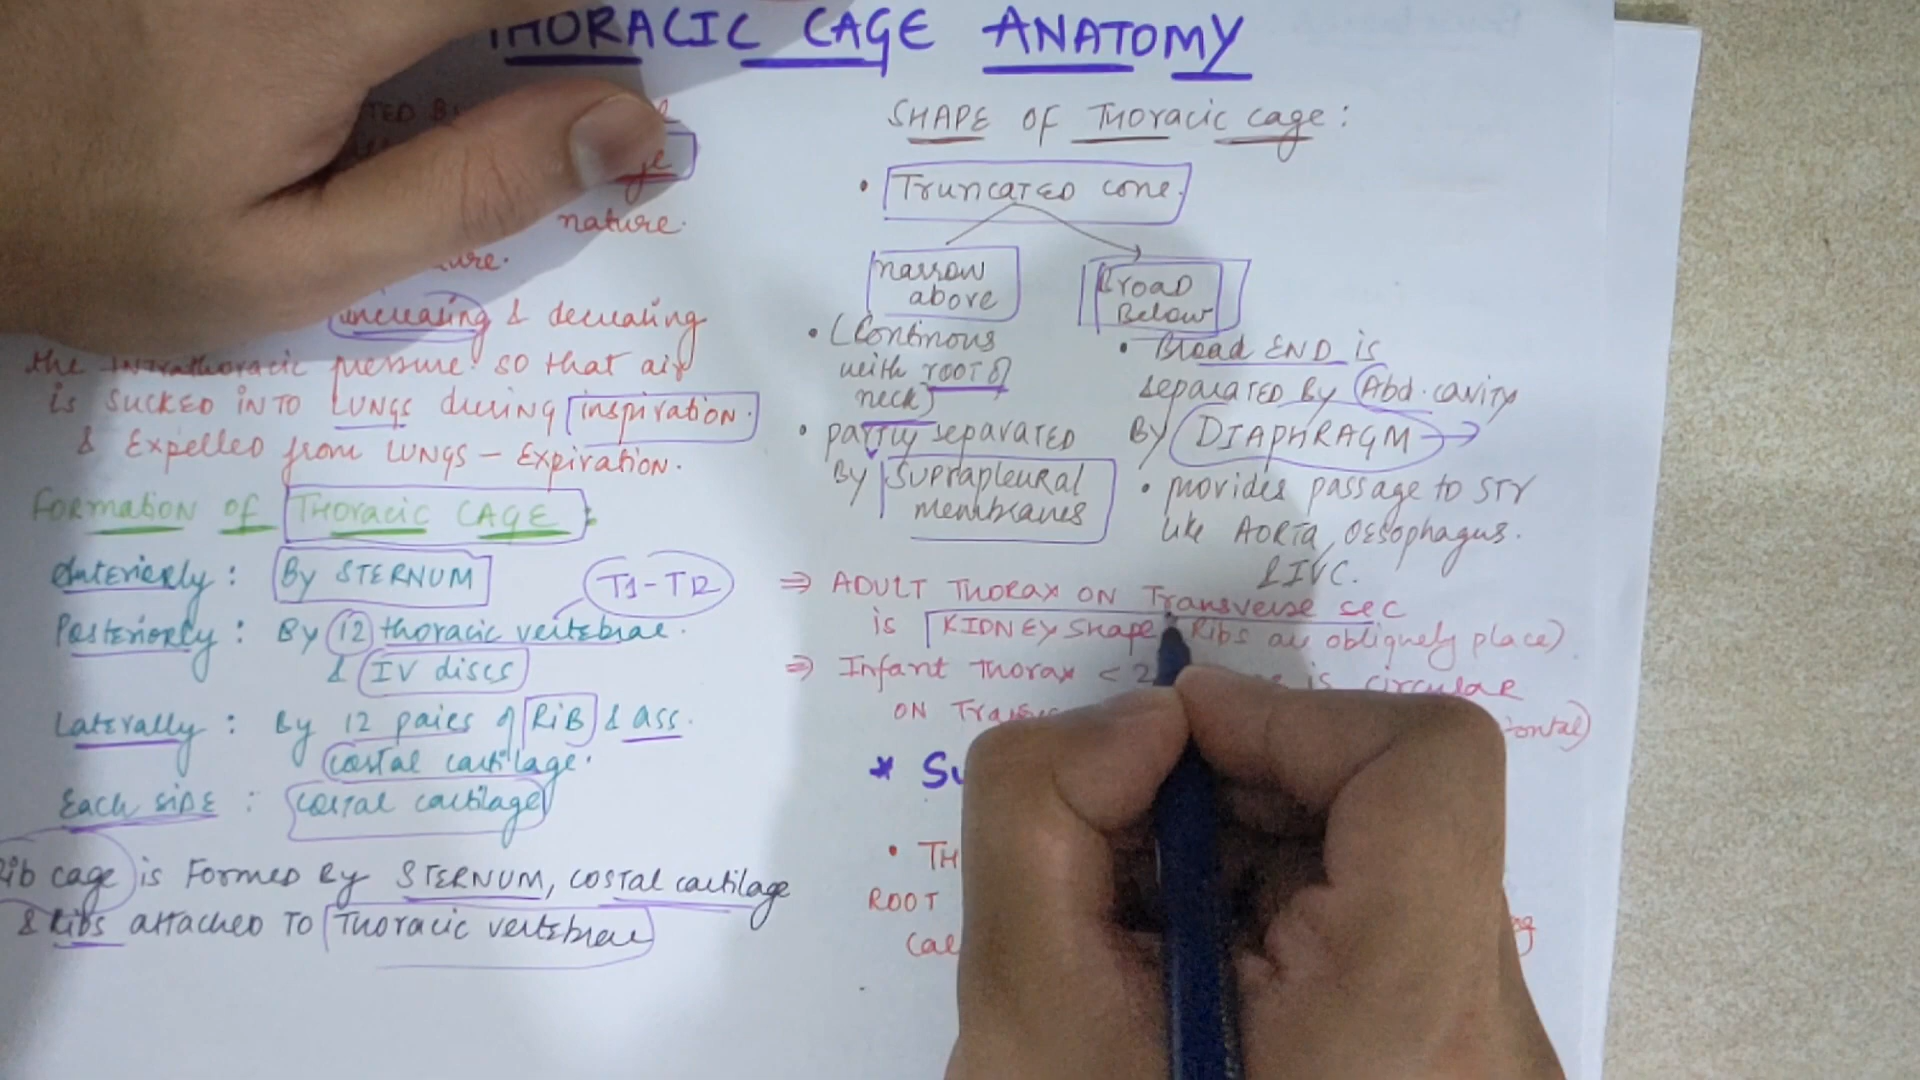 THORACIC CAGE ANATOMY
nature.
increasing & decreasing
the intrathoracic pressure so that air
is SUCKED INTO LUNGS during inspiration.
& Expelled from LUNGS - Expiration.
Formation of Thoracic CAGE:
Anteriorly: By STERNUM
T1-T12
Posteriorly: By 12 thoracic vertebrae.
& IV discs
Laterally: By 12 pairs of RIB & ass.
costal cartilage.
Each side: costal cartilage
Rib cage is Formed By STERNUM, costal cartilage
& Ribs attached To Thoracic vertebrae
SHAPE OF Thoracic cage:
• Truncated cone.
narrow
above
• (Continous
with root of
neck)
• partly separated
By Suprapleural
membranes
Broad
Below
• Broad END is
separated By Abd. cavity
By DIAPHRAGM →
• provides passage to STr
like AORTA, Oesophagus.
& IVC.
⇒ ADULT Thorax ON Transverse sec
is KIDNEY Shape Ribs are obliquely place)
⇒ Infant Thorax < 2 is circular
ON
* Su
• TH
ROOT
Cal